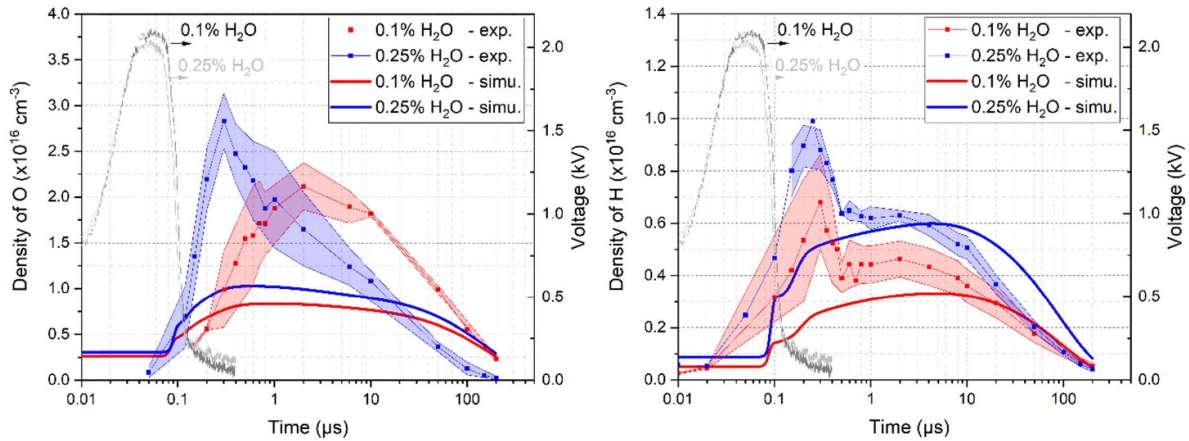 4.0
3.5
3.0
2.5
2.0
1.5
1.0
0.5
0.0
Density of O (x10¹⁶ cm⁻³)
0.1% H₂O
0.25% H₂O
0.1% H₂O - exp.
0.25% H₂O - exp.
0.1% H₂O - simu.
0.25% H₂O - simu.
2.0
1.5
1.0
0.5
0.0
Voltage (kV)
0.01 0.1 1 10 100
Time (µs)
1.4
1.2
1.0
0.8
0.6
0.4
0.2
0.0
Density of H (x10¹⁶ cm⁻³)
0.1% H₂O
0.25% H₂O
0.1% H₂O - exp.
0.25% H₂O - exp.
0.1% H₂O - simu.
0.25% H₂O - simu.
2.0
1.5
1.0
0.5
0.0
Voltage (kV)
0.01 0.1 1 10 100
Time (µs)